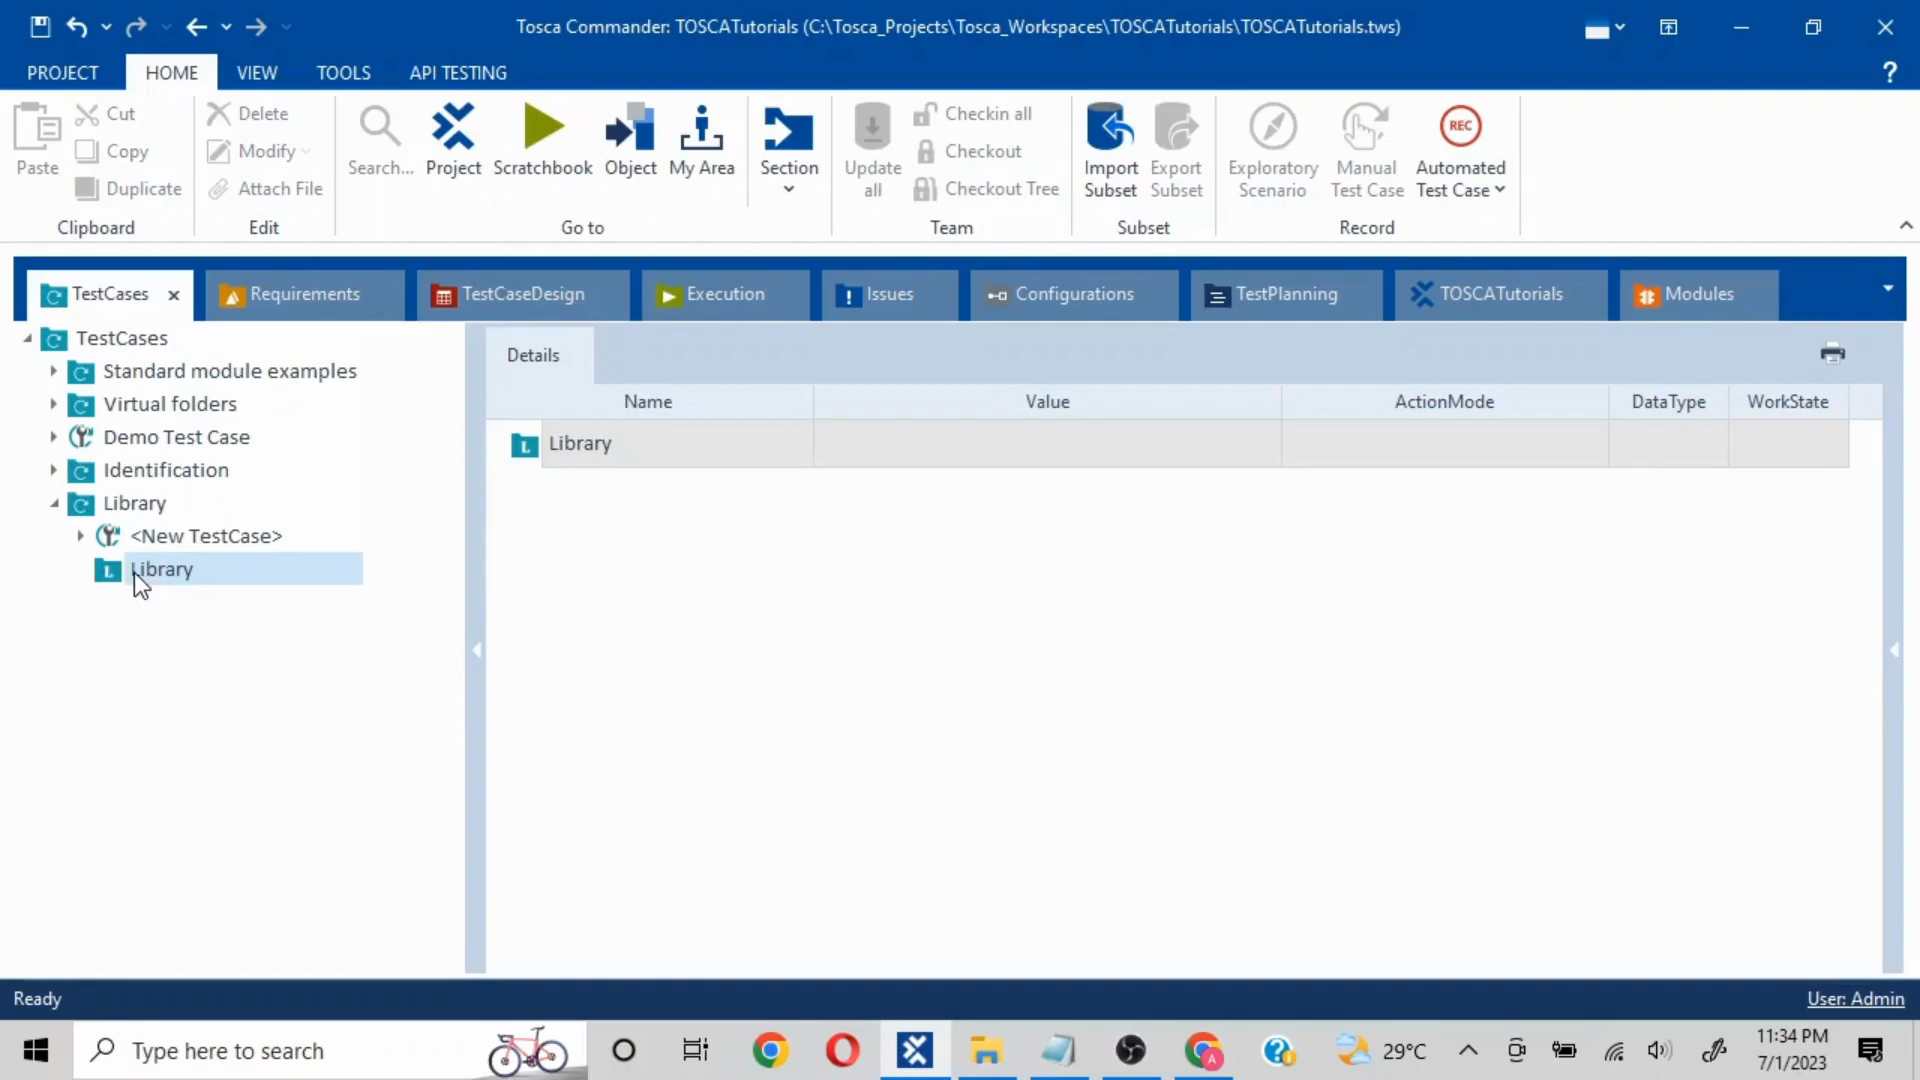 Tosca Commander: TOSCATutorials (C:\Tosca_Projects\Tosca_Workspaces\TOSCATutorials\TOSCATutorials.tws)
PROJECT HOME VIEW TOOLS API TESTING ?
Paste Cut Copy Duplicate
Clipboard
Delete Modify Attach File
Edit
Search... Project Scratchbook Object My Area
Go to
Section
Update all Checkin all Checkout Checkout Tree
Team
Import Subset Export Subset
Subset
Exploratory Scenario Manual Test Case REC Automated Test Case
Record
TestCases x Requirements TestCaseDesign Execution Issues Configurations TestPlanning TOSCATutorials Modules
TestCases
Standard module examples
Virtual folders
Demo Test Case
Identification
Library
<New TestCase>
L Library
Details
Name Value ActionMode DataType WorkState
L Library
Ready User: Admin
Type here to search A 29°C 11:34 PM
7/1/2023